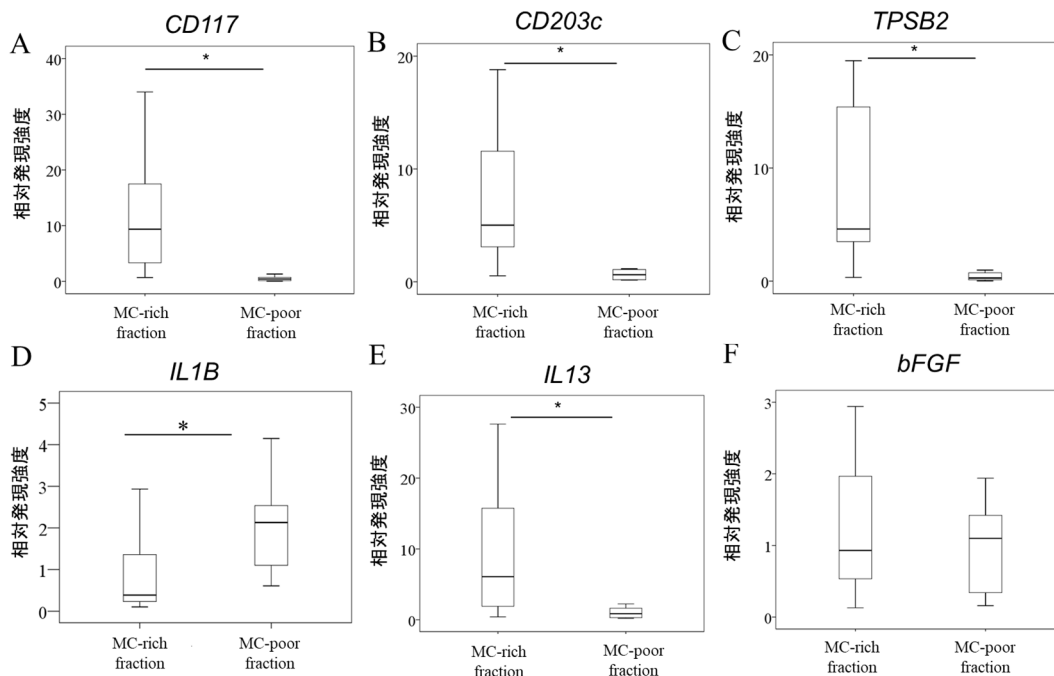 A
CD117
40
30
20
10
0
相対発現強度
*
MC-rich
fraction
MC-poor
fraction
B
CD203c
20
10
0
相対発現強度
*
MC-rich
fraction
MC-poor
fraction
C
TPSB2
20
10
0
相対発現強度
*
MC-rich
fraction
MC-poor
fraction
D
IL1B
5
4
3
2
1
0
相対発現強度
*
MC-rich
fraction
MC-poor
fraction
E
IL13
30
20
10
0
相対発現強度
*
MC-rich
fraction
MC-poor
fraction
F
bFGF
3
2
1
0
相対発現強度
MC-rich
fraction
MC-poor
fraction